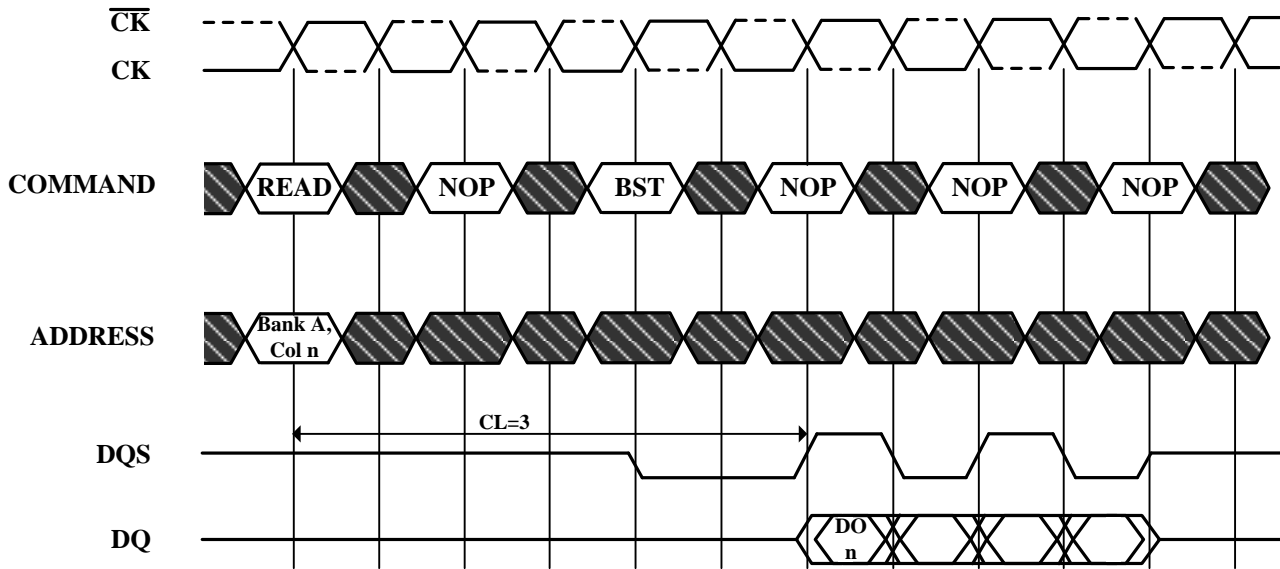 CK
CK
COMMAND
READ
NOP
BST
NOP
NOP
NOP
ADDRESS
Bank A,
Col n
CL=3
DQS
DQ
DO
n